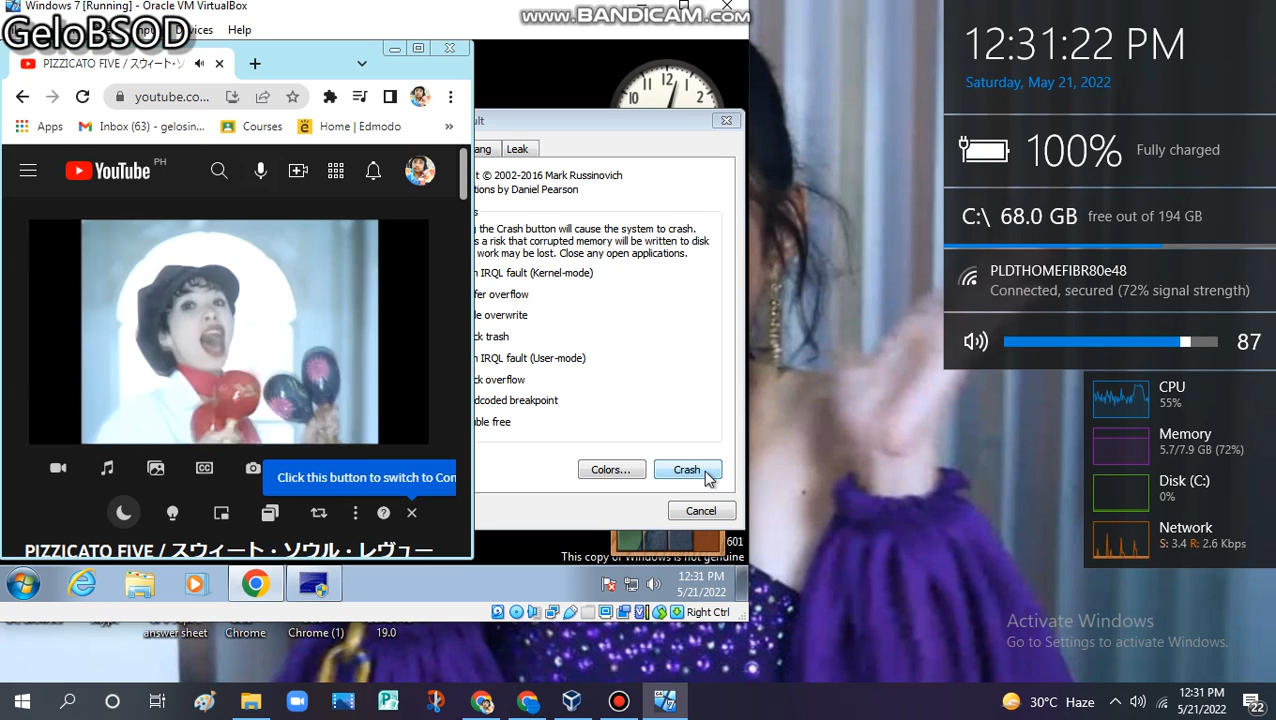 Windows 7 [Running] - Oracle VM VirtualBox
www.BANDICAM.com
GeloBSOD
Devices
Help
PIZZICATO FIVE / スウィート・ソ
youtube.co...
Apps
Inbox (63) - gelosin...
Courses
Home | Edmodo
»
YouTube PH
Click this button to switch to Con
PIZZICATO FIVE / スウィート・ソウル・レヴュー
ult
ang
Leak
t © 2002-2016 Mark Russinovich
tions by Daniel Pearson
s
g the Crash button will cause the system to crash.
s a risk that corrupted memory will be written to disk
work may be lost. Close any open applications.
n IRQL fault (Kernel-mode)
fer overflow
de overwrite
ck trash
n IRQL fault (User-mode)
ck overflow
dcoded breakpoint
uble free
Colors...
Crash
Cancel
601
This copy of Windows is not genuine
12:31 PM
5/21/2022
Right Ctrl
answer sheet
Chrome
Chrome (1)
19.0
12:31:22 PM
Saturday, May 21, 2022
100% Fully charged
C:\ 68.0 GB free out of 194 GB
PLDTHOMEFIBR80e48
Connected, secured (72% signal strength)
87
CPU
55%
Memory
5.7/7.9 GB (72%)
Disk (C:)
0%
Network
S: 3.4 R: 2.6 Kbps
Activate Windows
Go to Settings to activate Windows.
30°C Haze
12:31 PM
5/21/2022
22